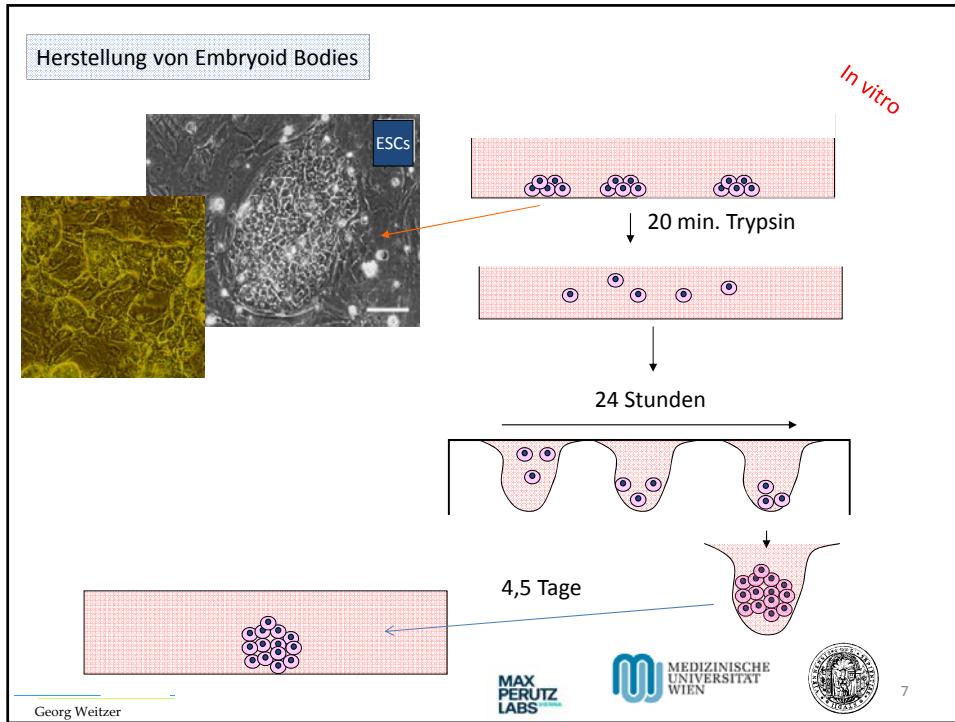 Herstellung von Embryoid Bodies
In vitro
ESCs
20 min. Trypsin
24 Stunden
4,5 Tage
MAX
PERUTZ
LABS
VIENNA
MEDIZINISCHE
UNIVERSITÄT
WIEN
7
Georg Weitzer